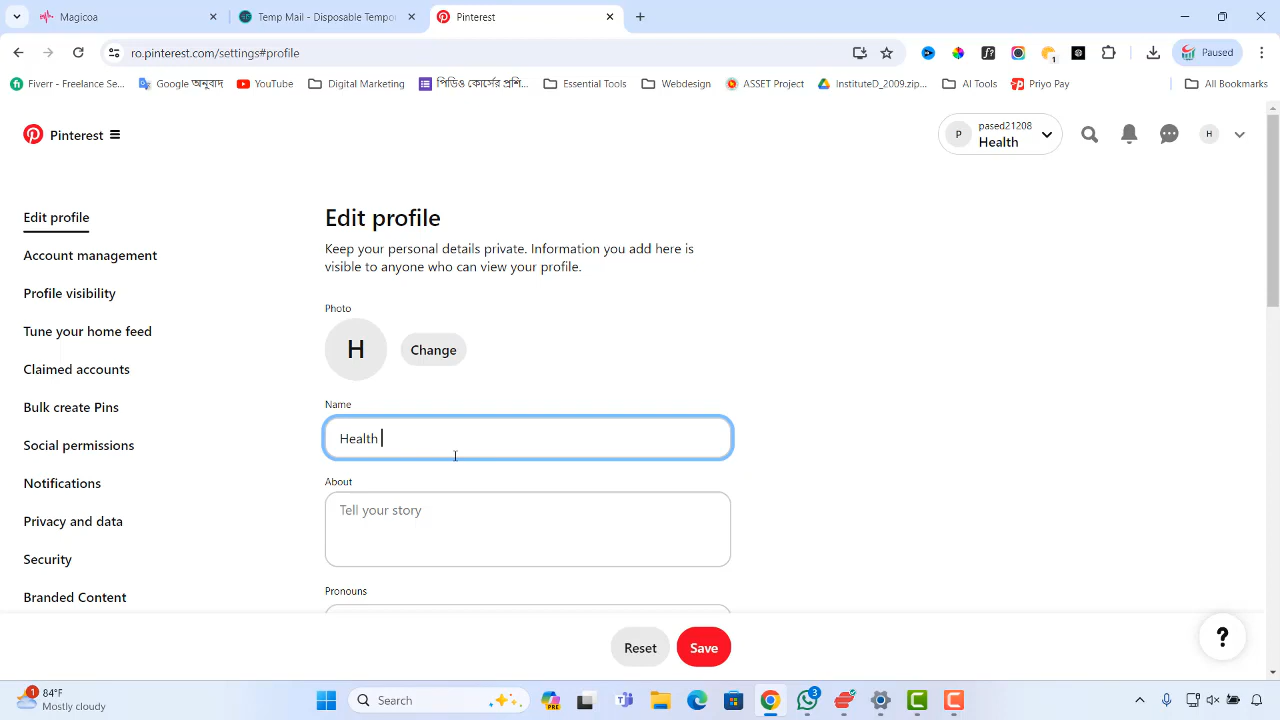 Magicoa
Temp Mail - Disposable Tempo
Pinterest
ro.pinterest.com/settings#profile
1
Paused
Fiverr - Freelance Se...
Google অনুবাদ
YouTube
Digital Marketing
পিডিও কোর্সের প্রশি...
Essential Tools
Webdesign
ASSET Project
InstituteD_2009.zip...
AI Tools
Priyo Pay
All Bookmarks
Pinterest
P
pased21208
Health
H
Edit profile
Account management
Profile visibility
Tune your home feed
Claimed accounts
Bulk create Pins
Social permissions
Notifications
Privacy and data
Security
Branded Content
Edit profile
Keep your personal details private. Information you add here is
visible to anyone who can view your profile.
Photo
H
Change
Name
Health
About
Tell your story
Pronouns
Reset
Save
?
1
84°F
Mostly cloudy
Search
PRE
3